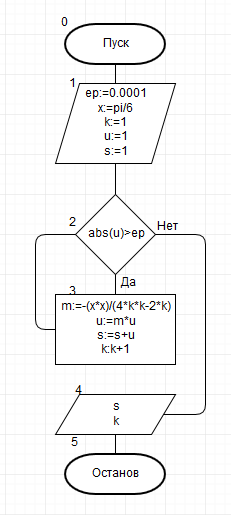 0
Пуск
1
ep:=0.0001
x:=pi/6
k:=1
u:=1
s:=1
2
abs(u)>ep
Нет
Да
3
m:=-(x*x)/(4*k*k-2*k)
u:=m*u
s:=s+u
k:k+1
4
s
k
5
Останов